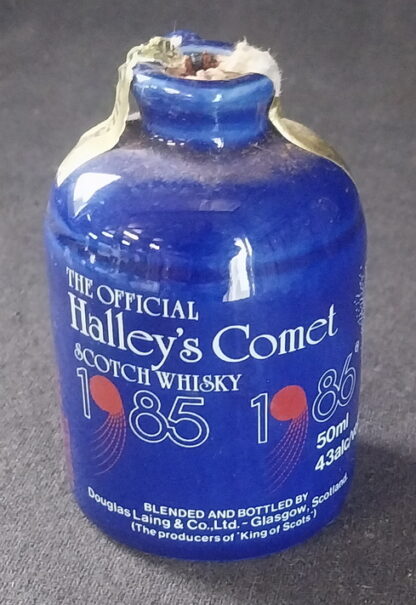 THE OFFICIAL
Halley's Comet
SCOTCH WHISKY
1985 1986
50ml
43alc/
BLENDED AND BOTTLED BY
Douglas Laing & Co., Ltd. - Glasgow, Scotland.
(The producers of 'King of Scots')